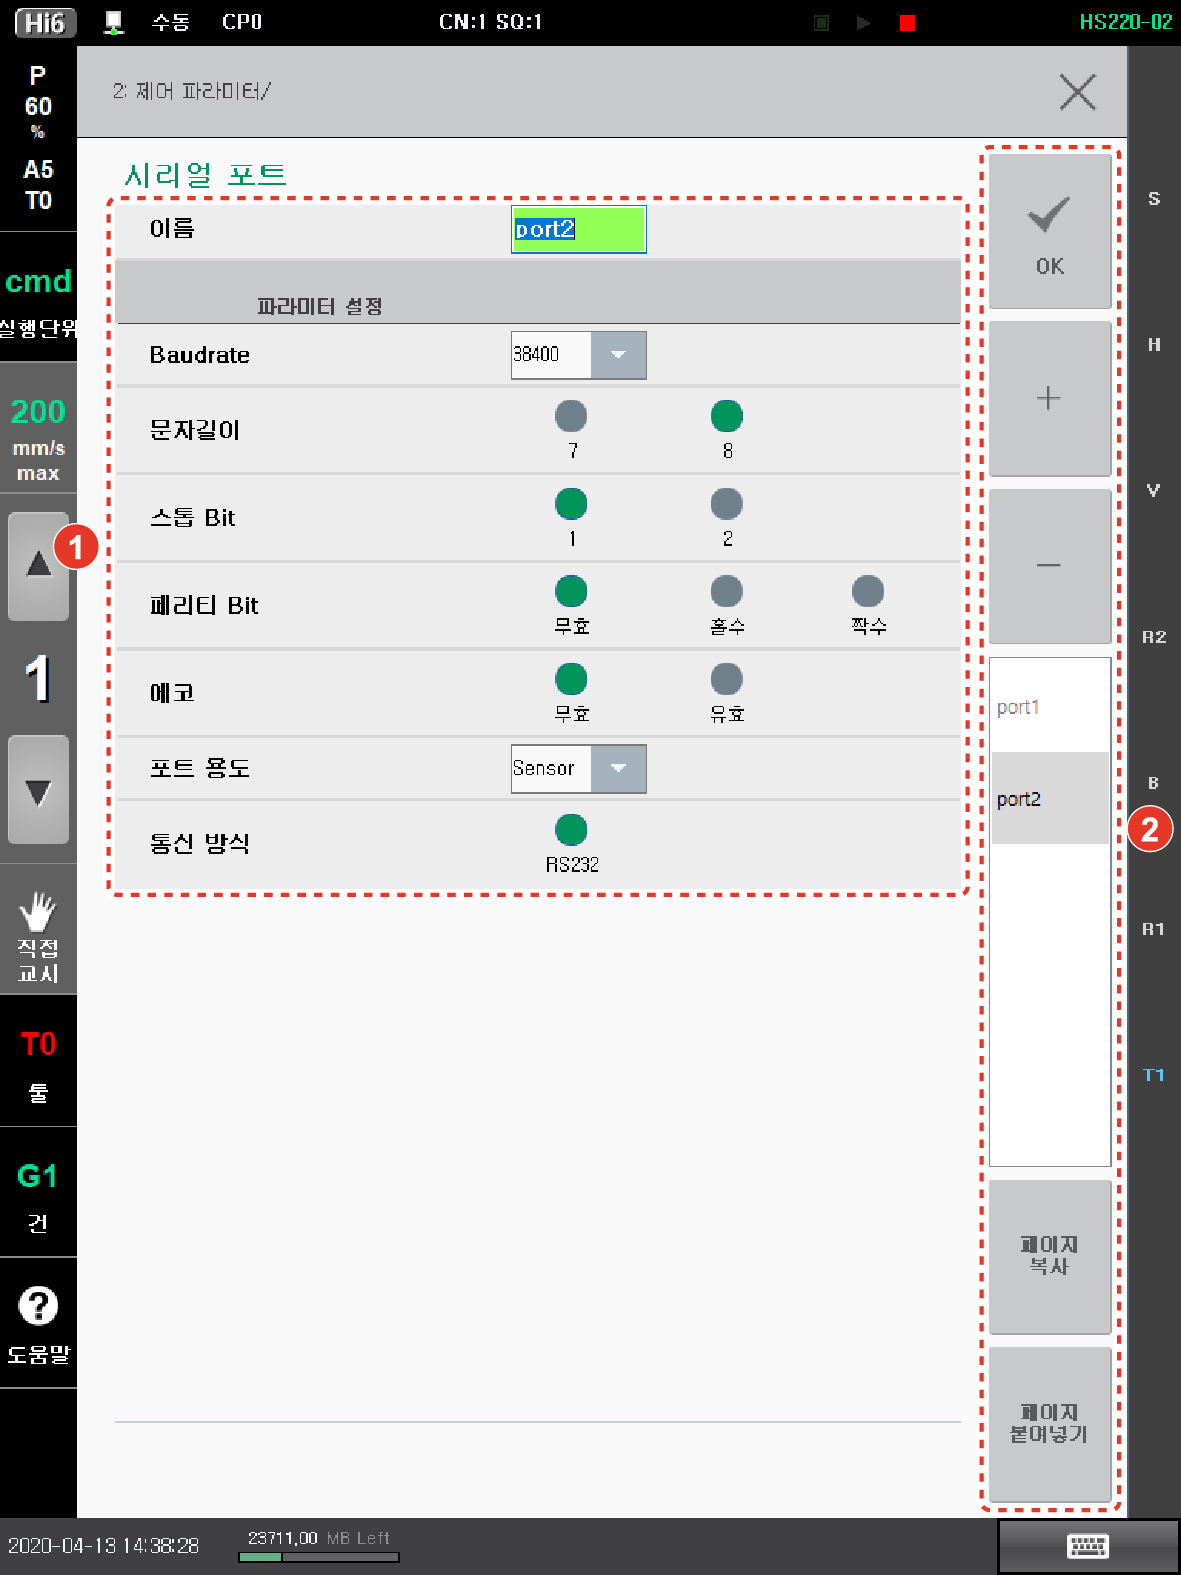 Hi6 수동 CP0 CN:1 SQ:1 HS220-02
P
60
%
A5
T0
cmd
실행단위
200
mm/s
max
1
1
직접
교시
T0
툴
G1
건
?
도움말
2: 제어 파라미터/
시리얼 포트
이름 port2
파라미터 설정
Baudrate 38400
문자길이 7 8
스톱 Bit 1 2
페리티 Bit 무효 홀수 짝수
에코 무효 유효
포트 용도 Sensor
통신 방식 RS232
OK
+
−
port1
port2
2
페이지
복사
페이지
붙여넣기
S
H
V
R2
B
R1
T1
2020-04-13 14:38:28 23711,00 MB Left